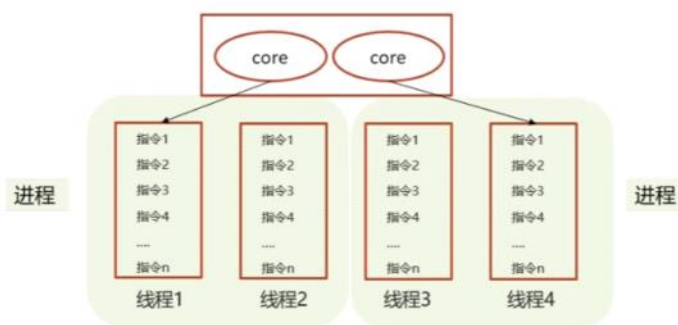 core
core
指令1
指令2
指令3
指令4
....
指令n
线程1
指令1
指令2
指令3
指令4
....
指令n
线程2
指令1
指令2
指令3
指令4
....
指令n
线程3
指令1
指令2
指令3
指令4
....
指令n
线程4
进程
进程